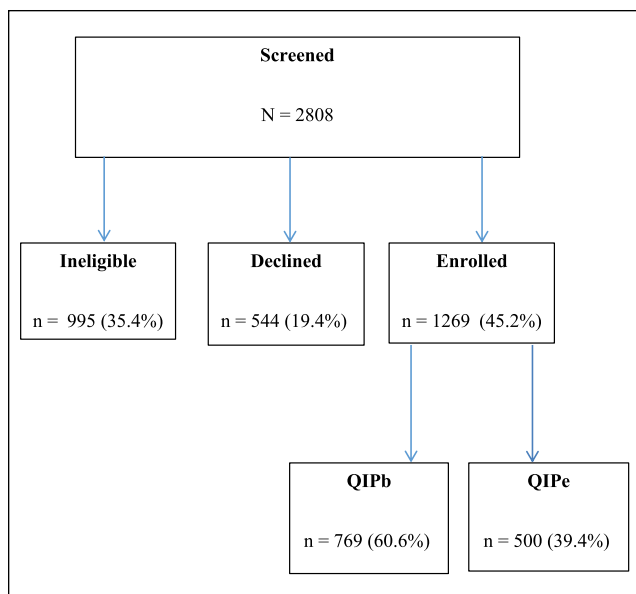 Screened
N = 2808
Ineligible
n =  995 (35.4%)
Declined
n = 544 (19.4%)
Enrolled
n = 1269  (45.2%)
QIPb
n = 769 (60.6%)
QIPe
n = 500 (39.4%)